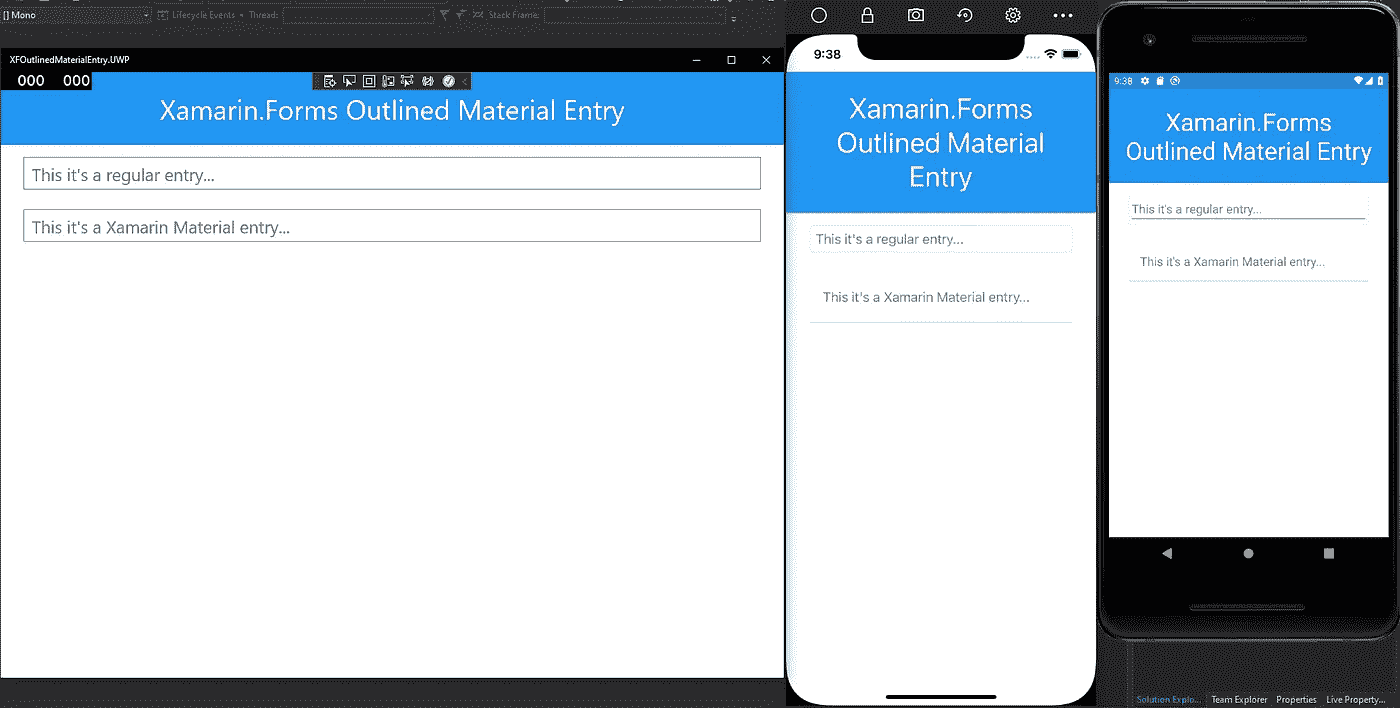 [] Mono
Lifecycle Events
Thread:
Stack Frame:
XFOutlinedMaterialEntry.UWP
000 000
Xamarin.Forms Outlined Material Entry
This it's a regular entry...
This it's a Xamarin Material entry...
9:38
Xamarin.Forms
Outlined Material
Entry
This it's a regular entry...
This it's a Xamarin Material entry...
9:38
Xamarin.Forms
Outlined Material Entry
This it's a regular entry...
This it's a Xamarin Material entry...
Solution Explo...
Team Explorer
Properties
Live Property...